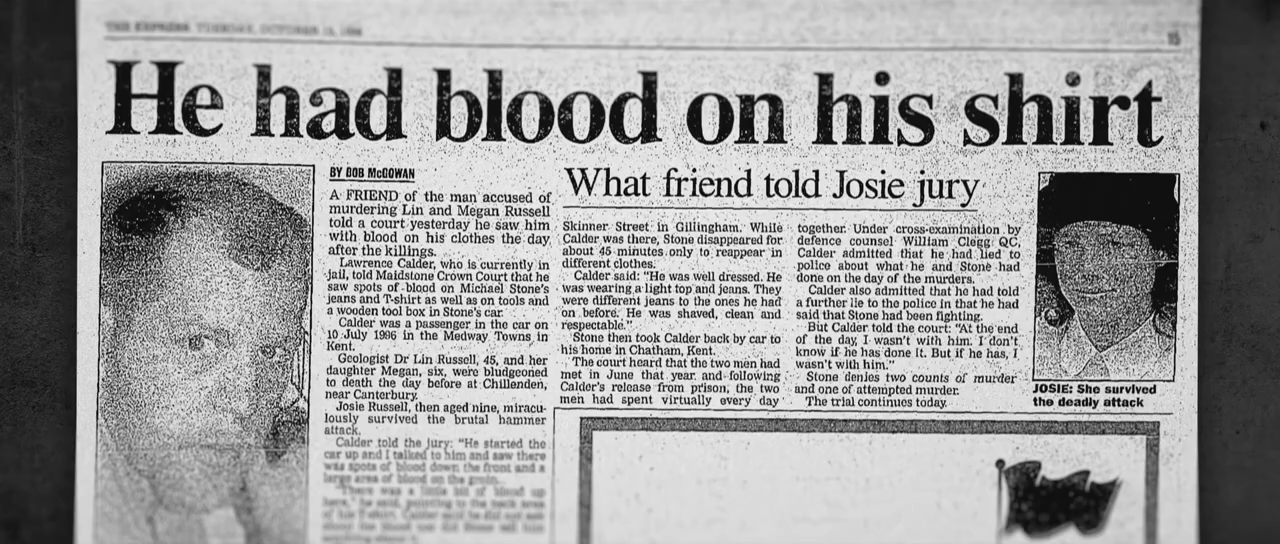 THE EXPRESS TUESDAY, OCTOBER 13, 1998
15
He had blood on his shirt
BY BOB McGOWAN
A FRIEND of the man accused of
murdering Lin and Megan Russell
told a court yesterday he saw him
with blood on his clothes the day
after the killings.
Lawrence Calder, who is currently in
jail, told Maidstone Crown Court that he
saw spots of blood on Michael Stone's
jeans and T-shirt as well as on tools and
a wooden tool box in Stone's car.
Calder was a passenger in the car on
10 July 1996 in the Medway Towns in
Kent.
Geologist Dr Lin Russell, 45, and her
daughter Megan, six, were bludgeoned
to death the day before at Chillenden,
near Canterbury.
Josie Russell, then aged nine, miracu-
lously survived the brutal hammer
attack.
Calder told the jury: "He started the
car up and I talked to him and saw there
was spots of blood down the front and a
large area of blood on the groin.
"There was a little bit of blood up
What friend told Josie jury
Skinner Street in Gillingham. While
Calder was there, Stone disappeared for
about 45 minutes only to reappear in
different clothes.
Calder said: "He was well dressed. He
was wearing a light top and jeans. They
were different jeans to the ones he had
on before. He was shaved, clean and
respectable."
Stone then took Calder back by car to
his home in Chatham, Kent.
The court heard that the two men had
met in June that year and following
Calder's release from prison, the two
men had spent virtually every day
together. Under cross-examination by
defence counsel William Clegg QC,
Calder admitted that he had lied to
police about what he and Stone had
done on the day of the murders.
Calder also admitted that he had told
a further lie to the police in that he had
said that Stone had been fighting.
But Calder told the court: "At the end
of the day, I wasn't with him. I don't
know if he has done it. But if he has, I
wasn't with him."
Stone denies two counts of murder
and one of attempted murder.
The trial continues today.
JOSIE: She survived
the deadly attack